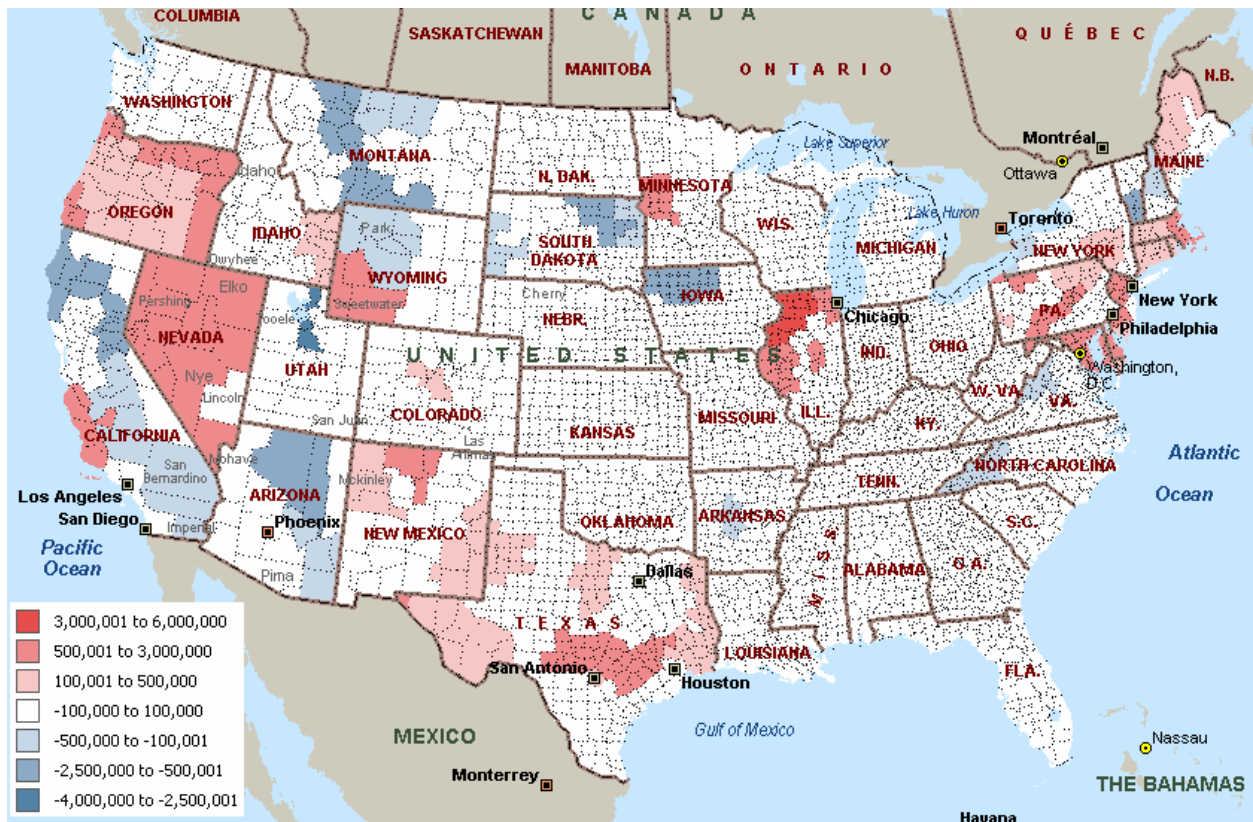 C A N A D A
COLUMBIA
SASKATCHEWAN
MANITOBA
O N T A R I O
Q U É B E C
N.B.
WASHINGTON
MONTANA
N. DAK.
MINNESOTA
Lake Superior
Montréal
Ottawa
MAINE
Idaho
OREGON
IDAHO
Park
SOUTH
DAKOTA
WIS.
Lake Huron
MICHIGAN
Toronto
NEW YORK
Owyhee
WYOMING
Elko
Pershing
Sweetwater
Cherry
IOWA
Tooele
NEVADA
NEBR.
Chicago
PA.
New York
Philadelphia
U N I T E D S T A T E S
IND.
OHIO
Washington,
D.C.
UTAH
Nye
Lincoln
COLORADO
KANSAS
MISSOURI
ILL.
W. VA.
VA.
KY.
San Juan
CALIFORNIA
Las
Animas
Mohave
San
Bernardino
Mckinley
NORTH CAROLINA
TENN.
Atlantic
Ocean
Los Angeles
ARIZONA
San Diego
Imperial
Phoenix
NEW MEXICO
OKLAHOMA
ARKANSAS
S.C.
Pacific
Ocean
Pima
Dallas
M I S S
ALABAMA
G A.
T E X A S
LOUISIANA
San Antonio
Houston
FLA.
MEXICO
Gulf of Mexico
Nassau
Monterrey
THE BAHAMAS
Havana
3,000,001 to 6,000,000
500,001 to 3,000,000
100,001 to 500,000
-100,000 to 100,000
-500,000 to -100,001
-2,500,000 to -500,001
-4,000,000 to -2,500,001